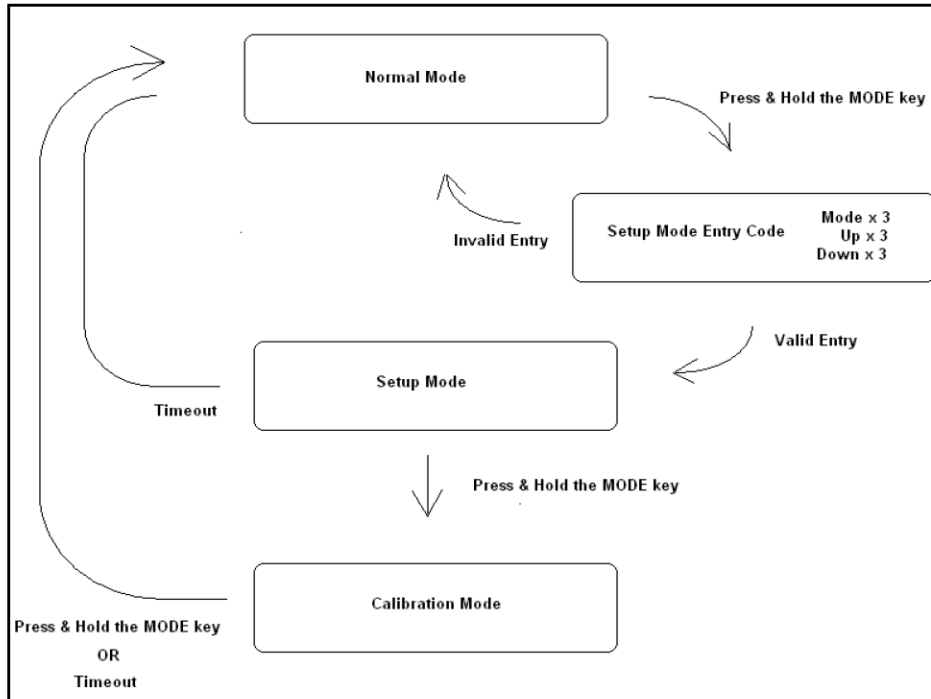 Normal Mode
Press & Hold the MODE key
Setup Mode Entry Code
Mode x 3
Up x 3
Down x 3
Invalid Entry
Valid Entry
Setup Mode
Timeout
Press & Hold the MODE key
Calibration Mode
Press & Hold the MODE key
OR
Timeout